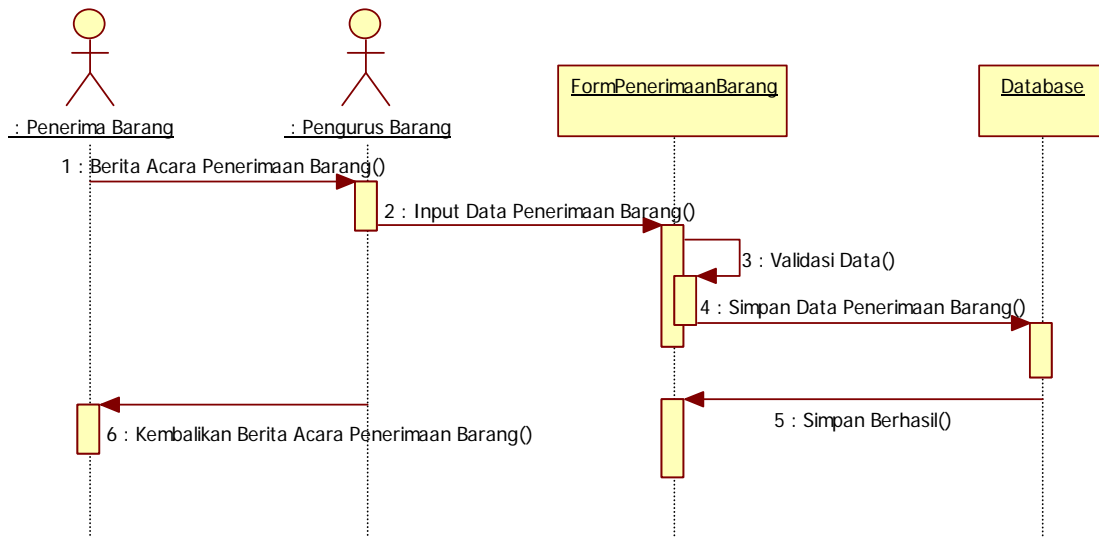 : Penerima Barang
: Pengurus Barang
FormPenerimaanBarang
Database
1 : Berita Acara Penerimaan Barang()
2 : Input Data Penerimaan Barang()
3 : Validasi Data()
4 : Simpan Data Penerimaan Barang()
5 : Simpan Berhasil()
6 : Kembalikan Berita Acara Penerimaan Barang()